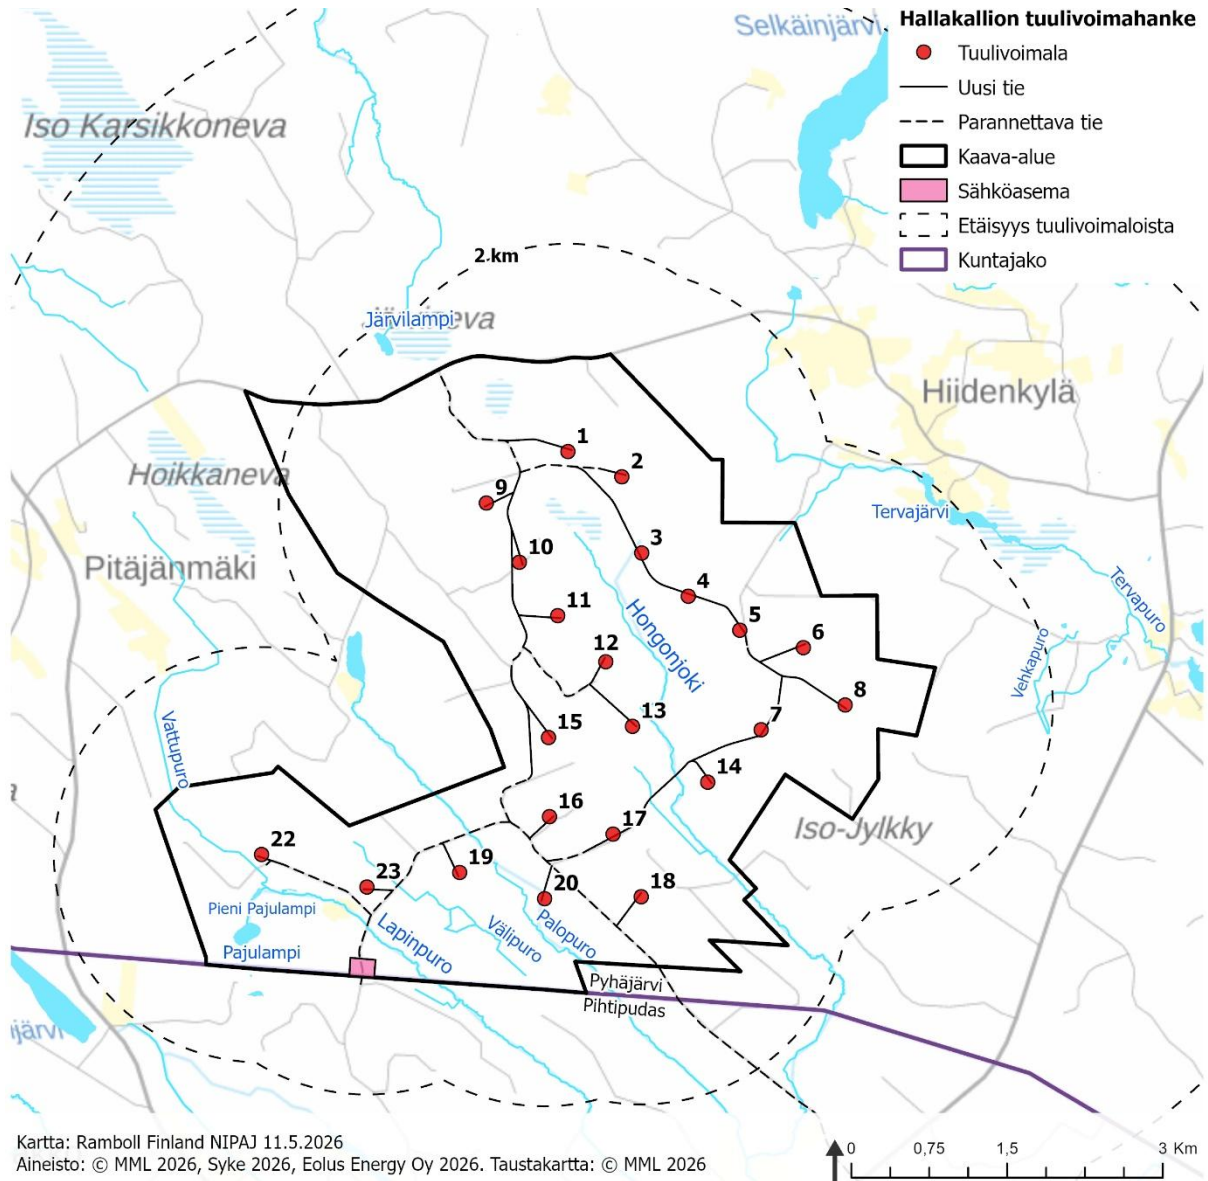 Hallakallion tuulivoimahanke
Tuulivoimala
Uusi tie
Parannettava tie
Kaava-alue
Sähköasema
Etäisyys tuulivoimaloista
Kuntajako
Selkäinjärvi
Iso Karsikkoneva
2 km
Järvilampi
Hiidenkylä
1
2
Hoikkaneva
9
Tervajärvi
3
10
Pitäjänmäki
4
Tervapuro
11
5
Hongonjoki
6
12
Vehkapuro
8
15
13
7
Vattupuro
14
16
17
Iso-Jylkky
22
23
19
20
18
Pieni Pajulampi
Lapinpuro
Välipuro
Palopuro
Pajulampi
Pyhäjärvi
Pihtipudas
Kartta: Ramboll Finland NIPAJ 11.5.2026
Aineisto: © MML 2026, Syke 2026, Eolus Energy Oy 2026. Taustakartta: © MML 2026
0 0,75 1,5 3 Km